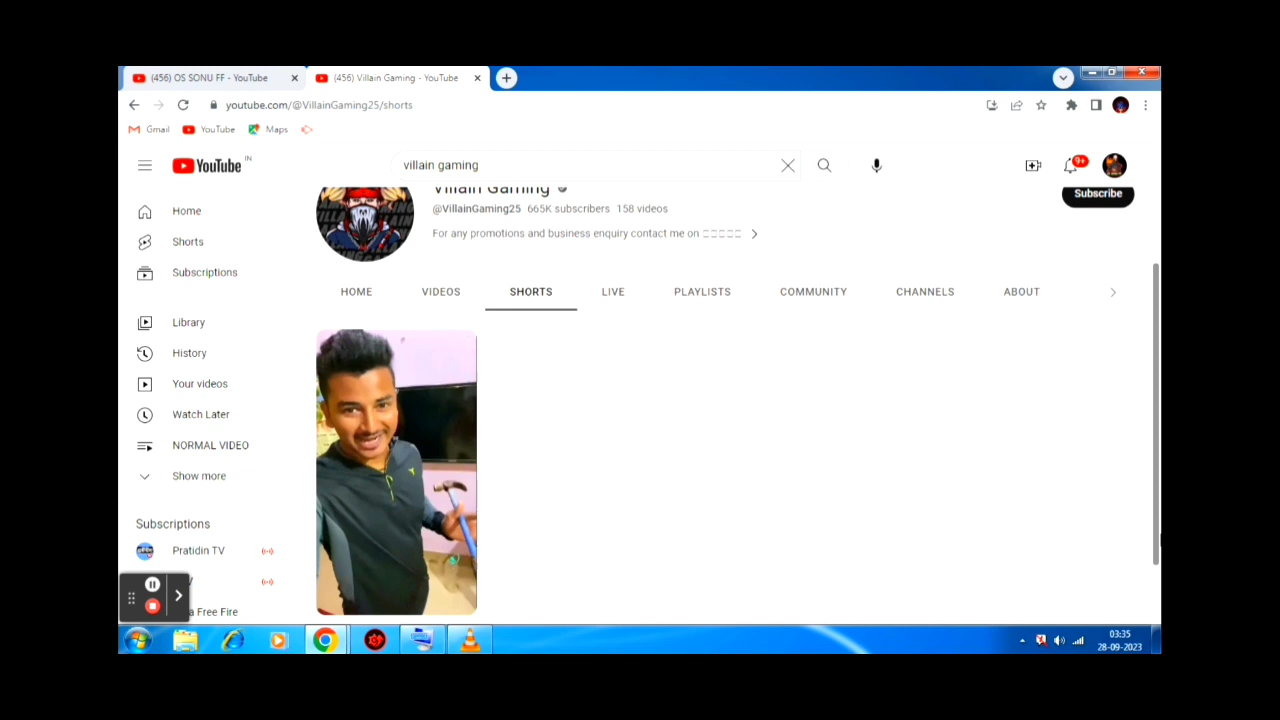 (456) OS SONU FF - YouTube
(456) Villain Gaming - YouTube
youtube.com/@VillainGaming25/shorts
Gmail YouTube Maps
YouTube IN
villain gaming
9+
Villain Gaming
Subscribe
@VillainGaming25 665K subscribers 158 videos
For any promotions and business enquiry contact me on
HOME VIDEOS SHORTS LIVE PLAYLISTS COMMUNITY CHANNELS ABOUT
Home
Shorts
Subscriptions
Library
History
Your videos
Watch Later
NORMAL VIDEO
Show more
Subscriptions
Pratidin TV
Free Fire
03:35
28-09-2023